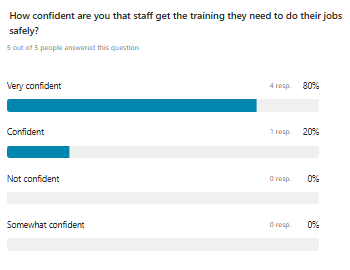 How confident are you that staff get the training they need to do their jobs
safely?
5 out of 5 people answered this question
Very confident 4 resp. 80%
Confident 1 resp. 20%
Not confident 0 resp. 0%
Somewhat confident 0 resp. 0%